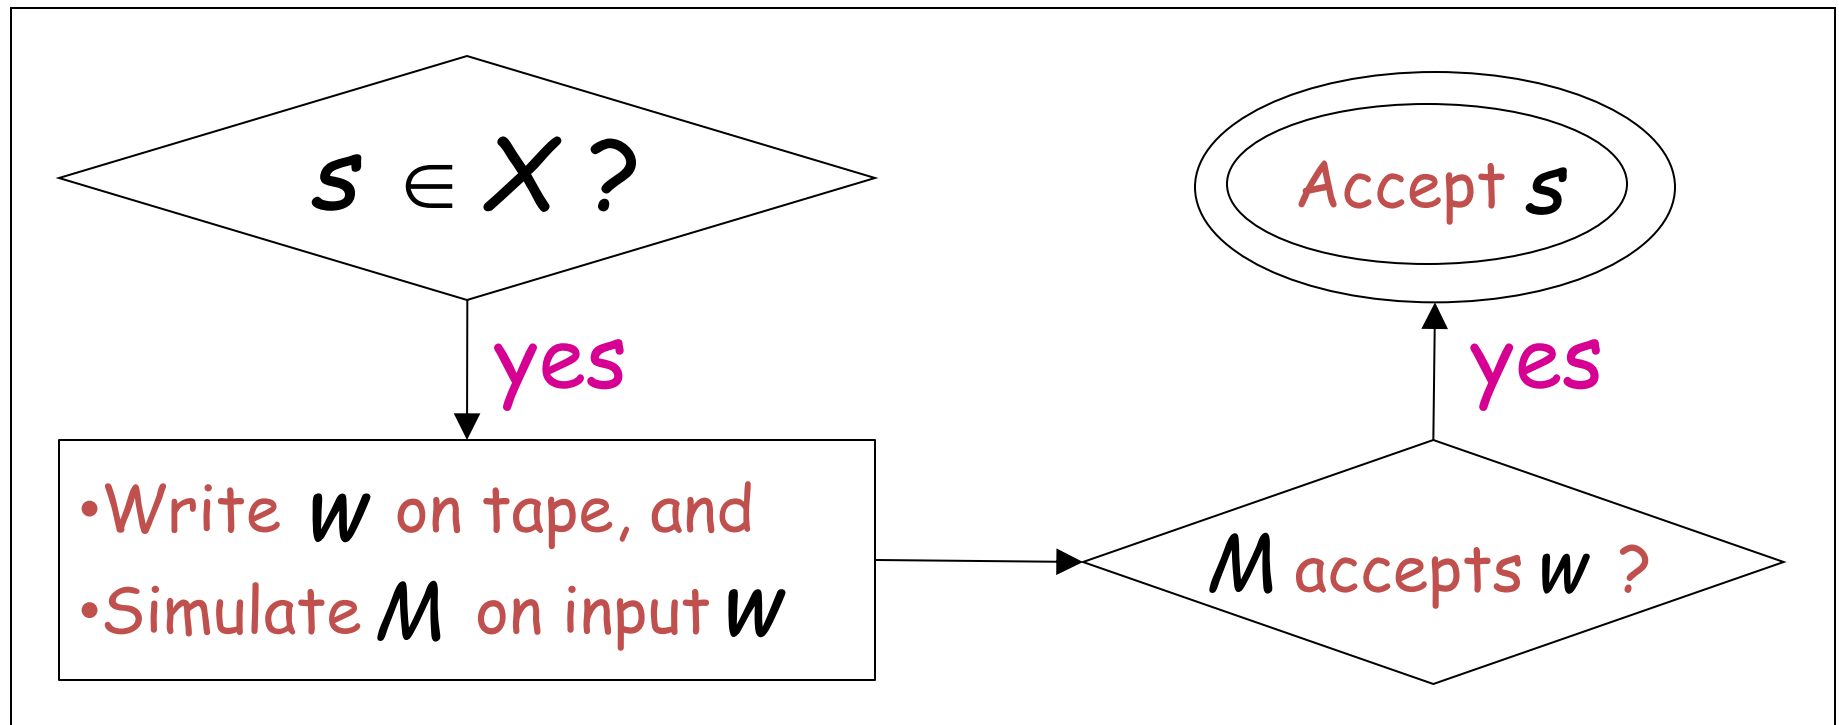 s ∈ X ?
yes
•Write w on tape, and
•Simulate M on input w
M accepts w ?
yes
Accept s